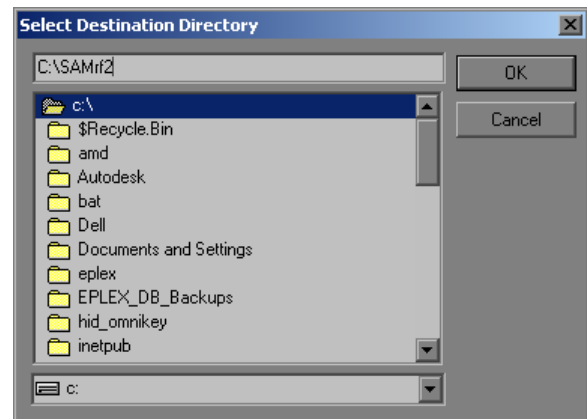 Select Destination Directory
C:\SAMrf2
OK
c:\
Cancel
$Recycle.Bin
amd
Autodesk
bat
Dell
Documents and Settings
eplex
EPLEX_DB_Backups
hid_omnikey
inetpub
c: